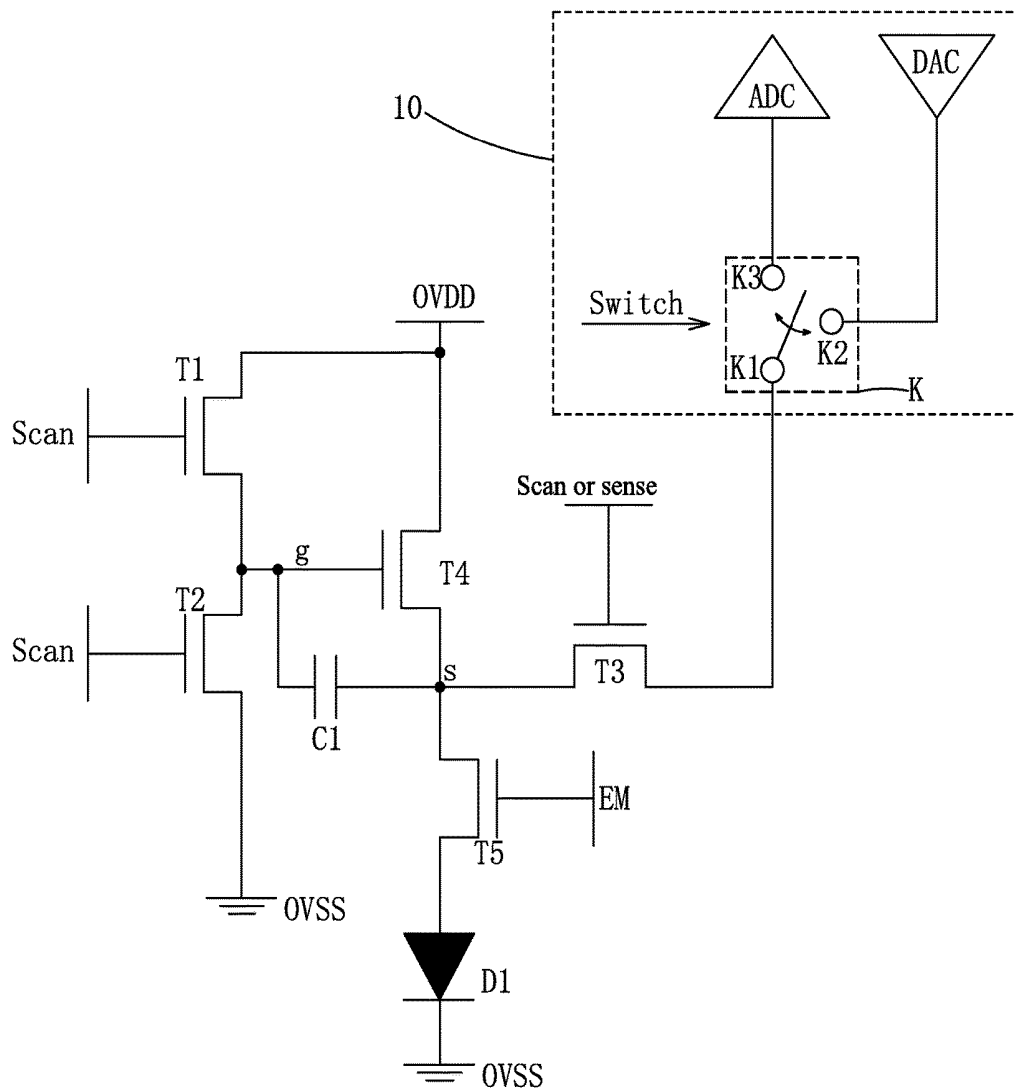 ADC
DAC
10
K3
Switch
K2
K1
K
OVDD
T1
Scan
Scan or sense
g
T4
T2
Scan
s
T3
C1
EM
T5
OVSS
D1
OVSS